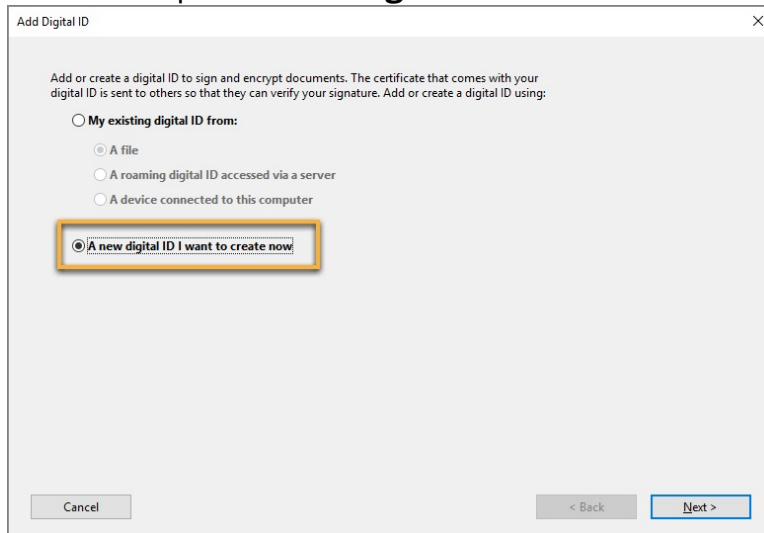 Add Digital ID
Add or create a digital ID to sign and encrypt documents. The certificate that comes with your
digital ID is sent to others so that they can verify your signature. Add or create a digital ID using:
My existing digital ID from:
A file
A roaming digital ID accessed via a server
A device connected to this computer
A new digital ID I want to create now
Cancel
< Back
Next >